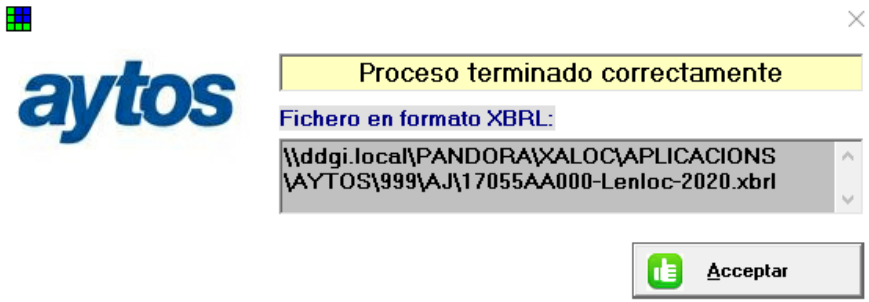 aytos
Proceso terminado correctamente
Fichero en formato XBRL:
\\ddgi.local\PANDORA\XALOC\APLICACIONS
\AYTOS\999\AJ\17055AA000-Lenloc-2020.xbrl
Acceptar